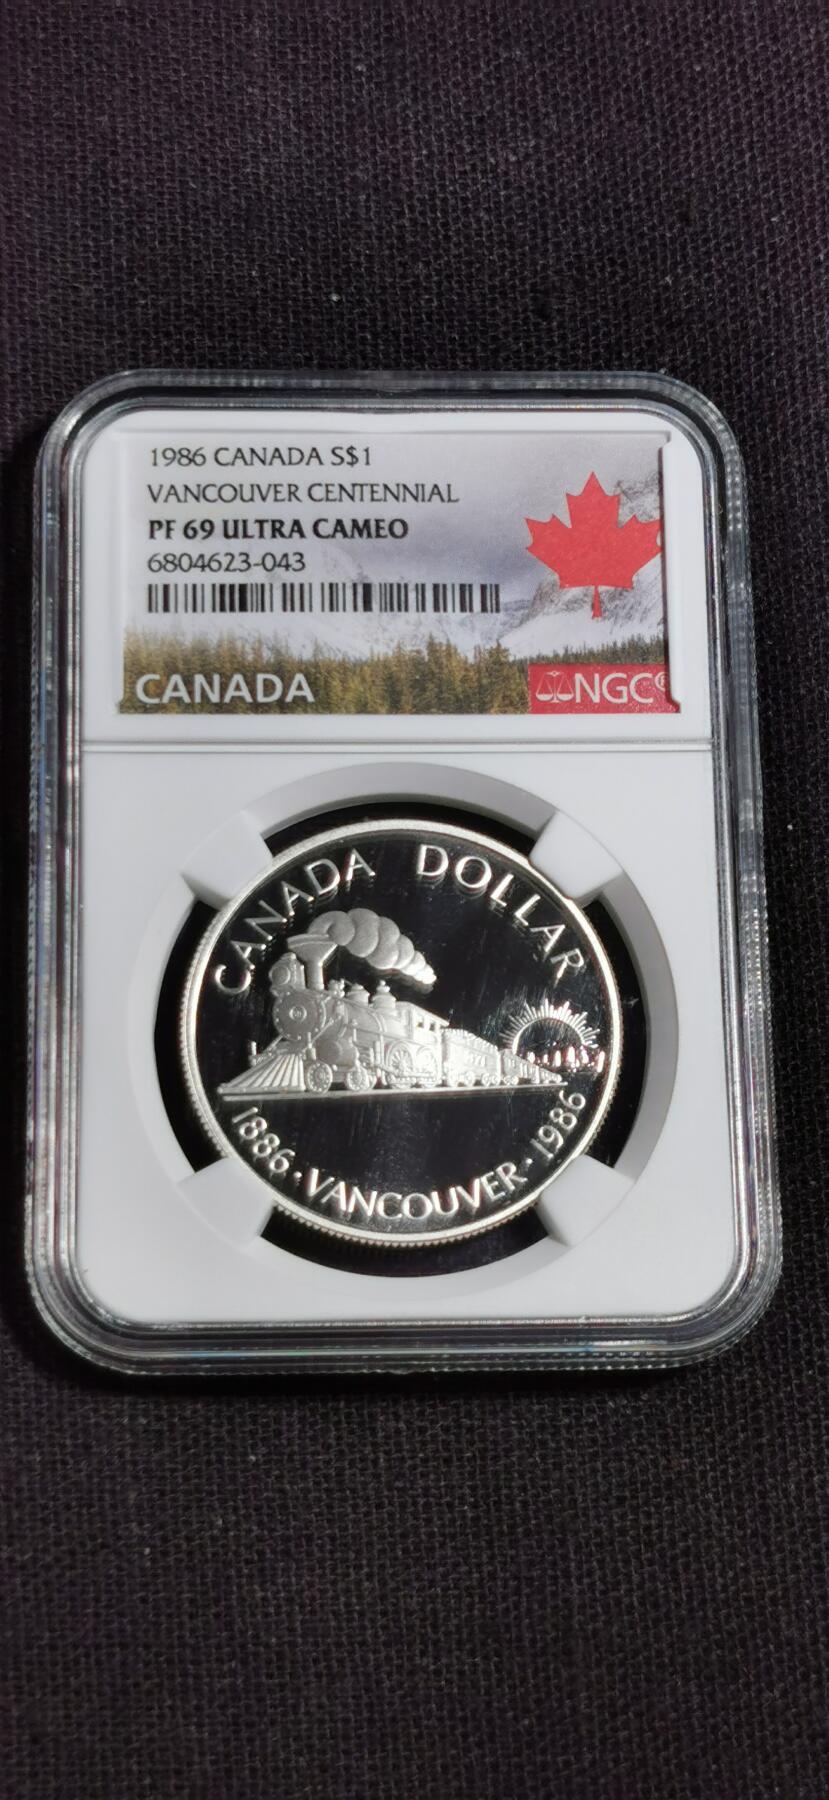 1986 CANADA S$1
VANCOUVER CENTENNIAL
PF 69 ULTRA CAMEO
6804623-043
CANADA
NGC®
CANADA DOLLAR
1886 · VANCOUVER · 1986